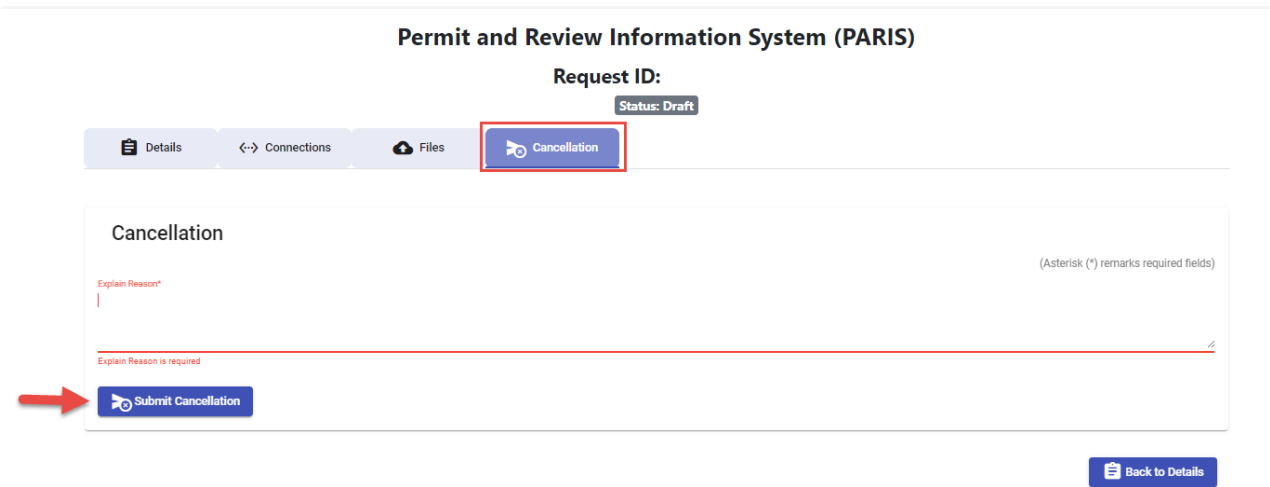 Permit and Review Information System (PARIS)
Request ID:
Status: Draft
Details
Connections
Files
Cancellation
Cancellation
(Asterisk (*) remarks required fields)
Explain Reason*
Explain Reason is required
Submit Cancellation
Back to Details